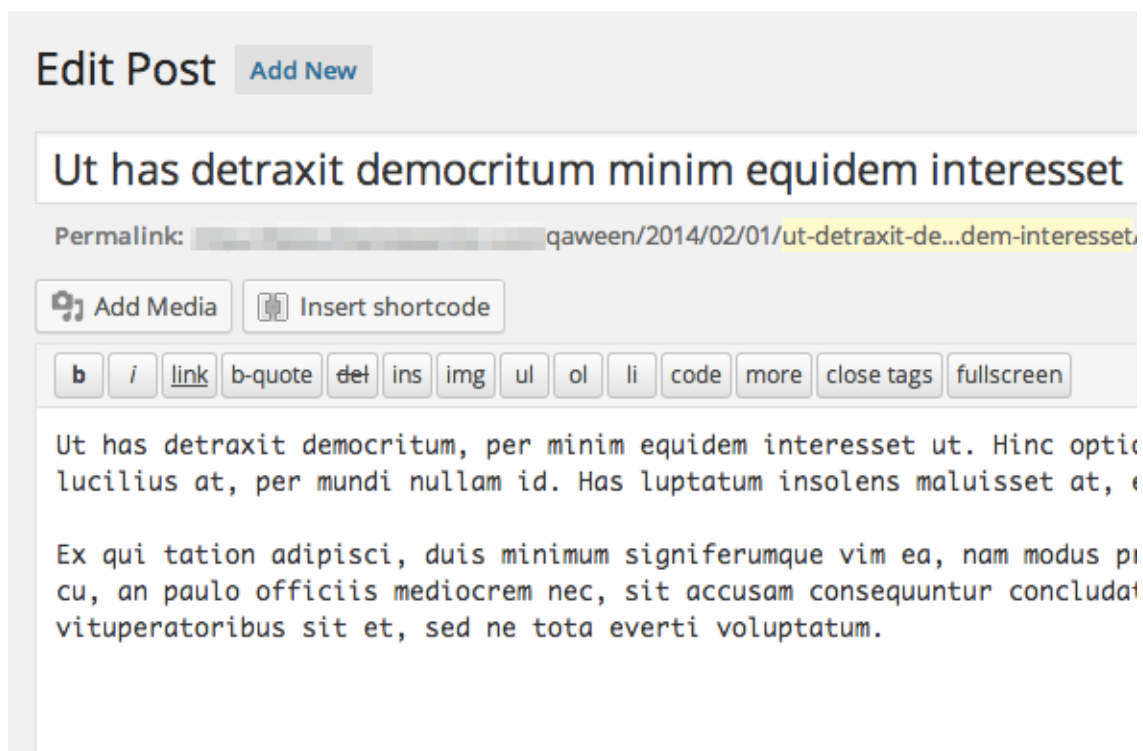 Edit Post Add New
Ut has detraxit democritum minim equidem interesset
Permalink: qaween/2014/02/01/ut-detraxit-de...dem-interesset/
Add Media Insert shortcode
b i link b-quote del ins img ul ol li code more close tags fullscreen
Ut has detraxit democritum, per minim equidem interesset ut. Hinc
lucilius at, per mundi nullam id. Has luptatum insolens maluisset at,
Ex qui tation adipisci, duis minimum signiferumque vim ea, nam modus
cu, an paulo officiis mediocrem nec, sit accusam consequuntur
vituperatoribus sit et, sed ne tota everti voluptatum.